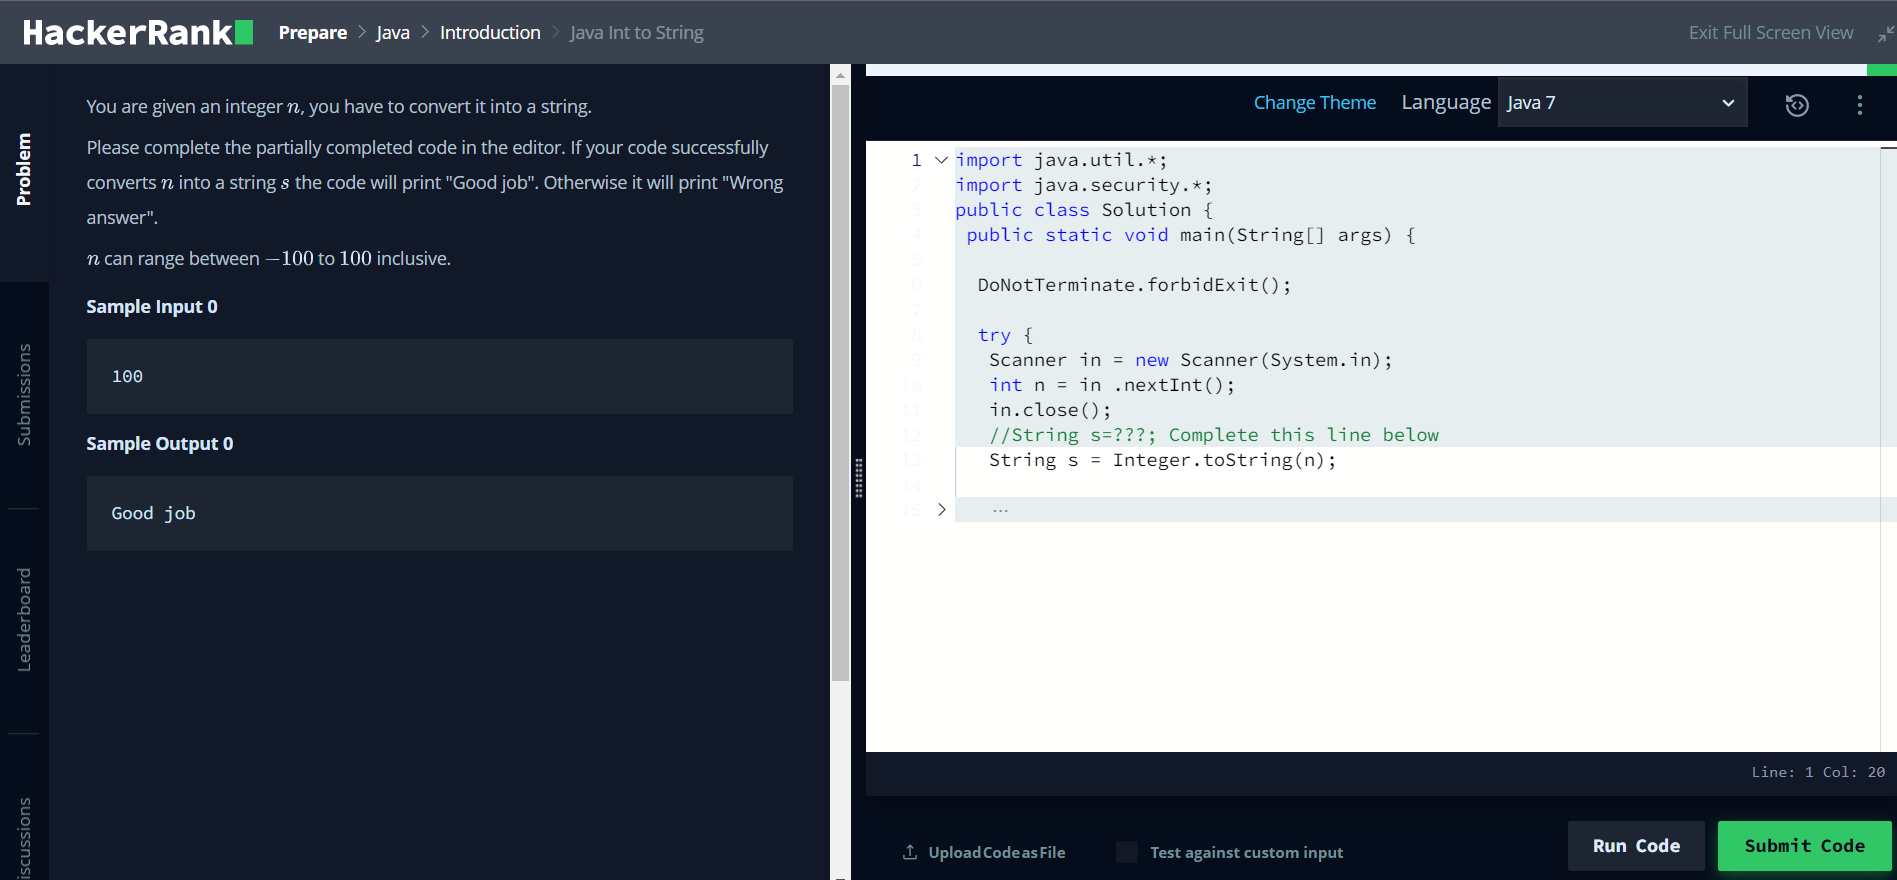 HackerRank
Prepare > Java > Introduction > Java Int to String
Exit Full Screen View
Problem
Submissions
Leaderboard
iscussions
You are given an integer n, you have to convert it into a string.
Please complete the partially completed code in the editor. If your code successfully
converts n into a string s the code will print "Good job". Otherwise it will print "Wrong
answer".
n can range between −100 to 100 inclusive.
Sample Input 0
100
Sample Output 0
Good job
Change Theme Language Java 7
1 import java.util.*;
2 import java.security.*;
3 public class Solution {
4 public static void main(String[] args) {
5
6 DoNotTerminate.forbidExit();
7
8 try {
9 Scanner in = new Scanner(System.in);
10 int n = in .nextInt();
11 in.close();
12 //String s=???; Complete this line below
13 String s = Integer.toString(n);
14
15 ...
Line: 1 Col: 20
Upload Code as File
Test against custom input
Run Code
Submit Code